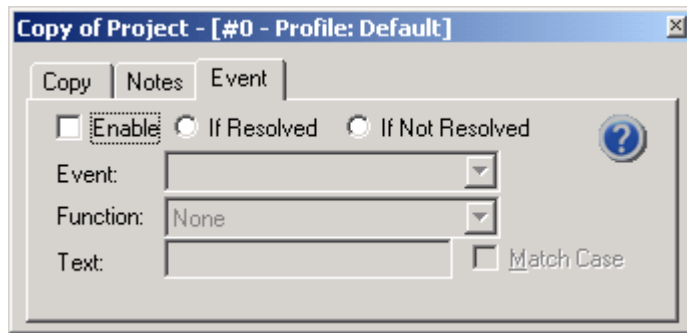 Copy of Project - [#0 - Profile: Default]
Copy Notes Event
Enable If Resolved If Not Resolved
Event:
Function: None
Text: Match Case